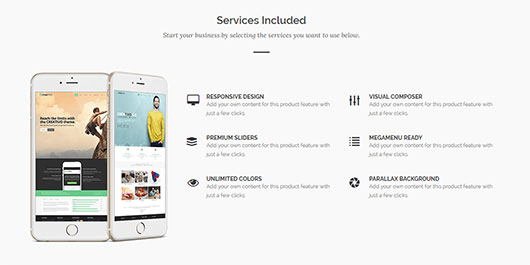 Services Included
Start your business by selecting the services you want to use below.
RESPONSIVE DESIGN
Add your own content for this product feature with
just a few clicks.
VISUAL COMPOSER
Add your own content for this product feature with
just a few clicks.
PREMIUM SLIDERS
Add your own content for this product feature with
just a few clicks.
MEGAMENU READY
Add your own content for this product feature with
just a few clicks.
UNLIMITED COLORS
Add your own content for this product feature with
just a few clicks.
PARALLAX BACKGROUND
Add your own content for this product feature with
just a few clicks.
Reach the limits with
the CREATIVO theme